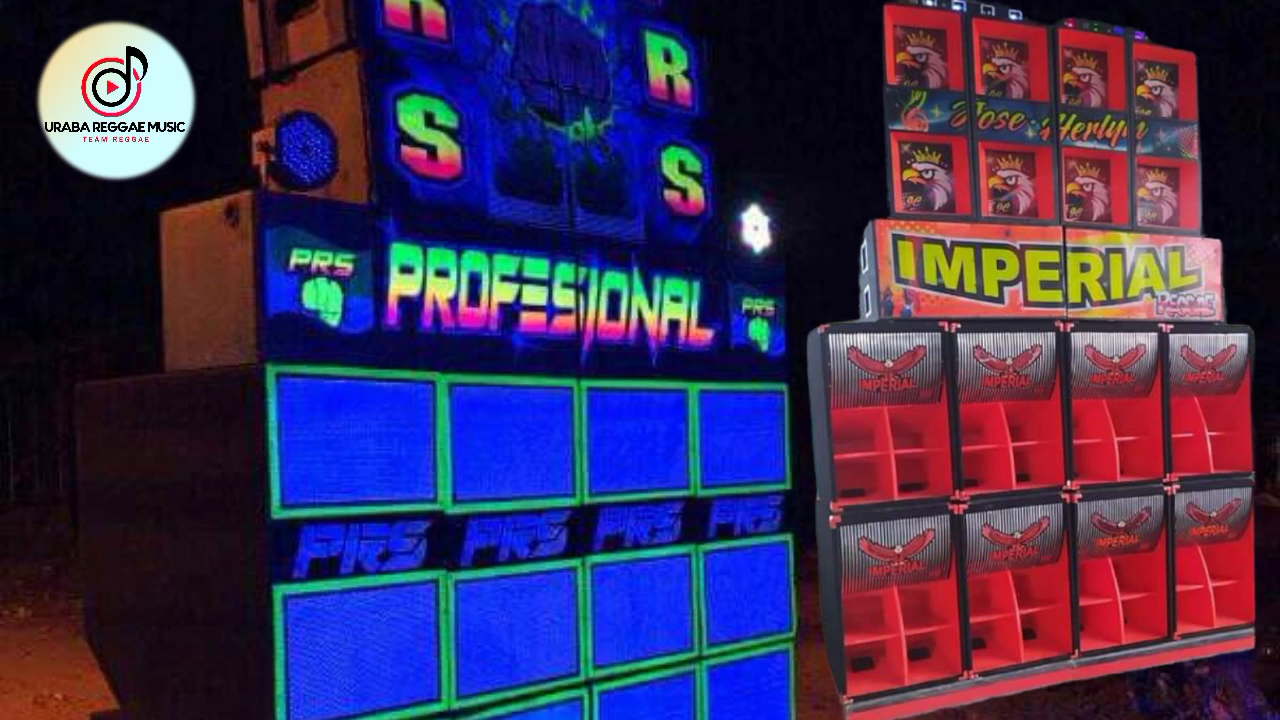 URABA REGGAE MUSIC
TEAM REGGAE
R
S
R
S
PRS
PROFESIONAL
PRS
PRS PRS PRS PRS
Jose Herlyn
IMPERIAL
REGGAE
IMPERIAL IMPERIAL IMPERIAL IMPERIAL
IMPERIAL IMPERIAL IMPERIAL IMPERIAL